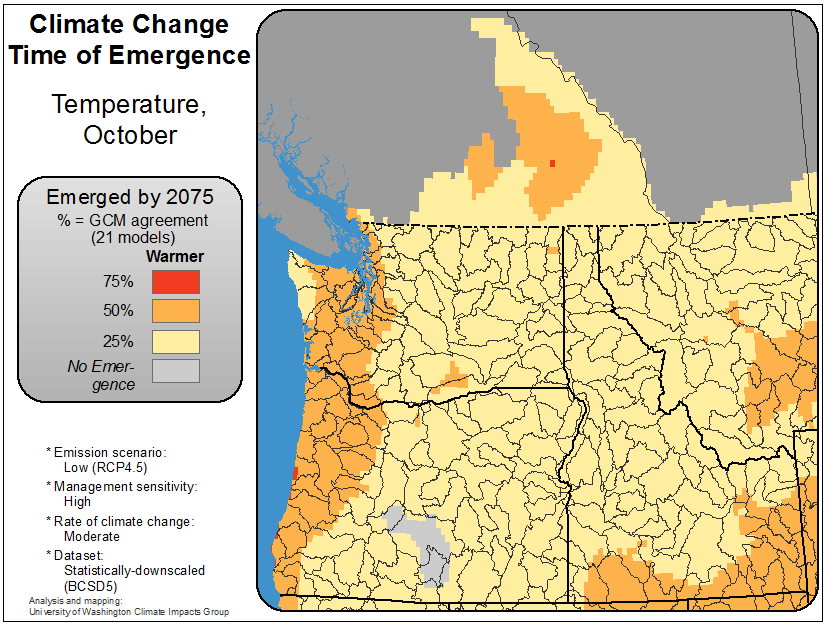 Climate Change
Time of Emergence
Temperature,
October
Emerged by 2075
% = GCM agreement
(21 models)
Warmer
75%
50%
25%
No Emer-
gence
* Emission scenario:
Low (RCP4.5)
* Management sensitivity:
High
* Rate of climate change:
Moderate
* Dataset:
Statistically-downscaled
(BCSD5)
Analysis and mapping:
University of Washington Climate Impacts Group